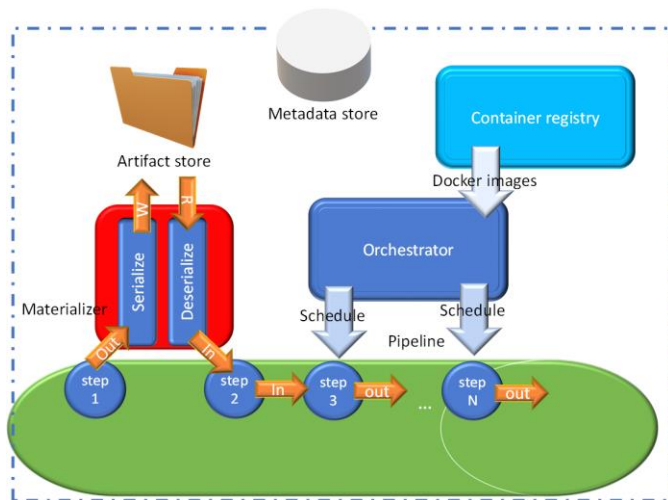 Metadata store
Container registry
Artifact store
Docker images
W
R
Serialize
Deserialize
Orchestrator
Materializer
Schedule
Schedule
Pipeline
Out
In
step
1
step
2
In
step
3
out
...
step
N
out